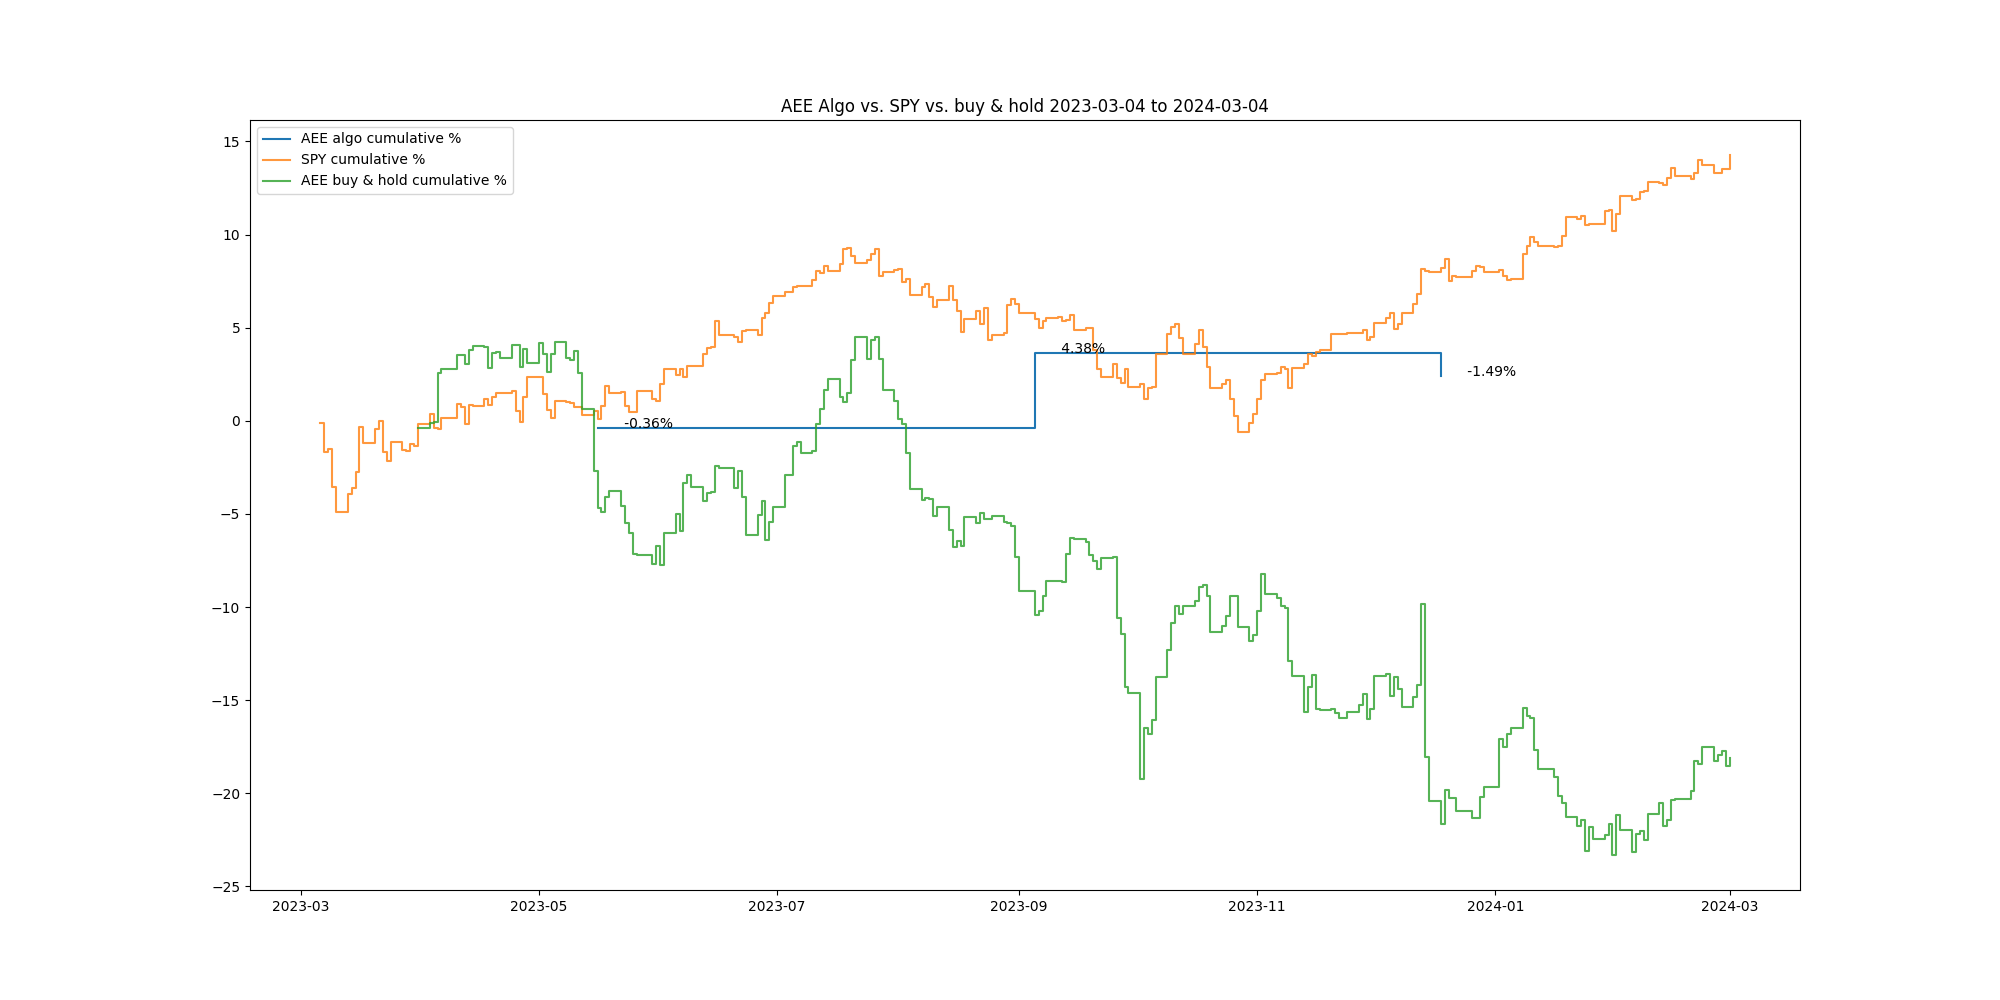 AEE Algo vs. SPY vs. buy & hold 2023-03-04 to 2024-03-04
AEE algo cumulative %
SPY cumulative %
AEE buy & hold cumulative %
15
10
5
0
−5
−10
−15
−20
−25
4.38%
-1.49%
-0.36%
2023-03 2023-05 2023-07 2023-09 2023-11 2024-01 2024-03